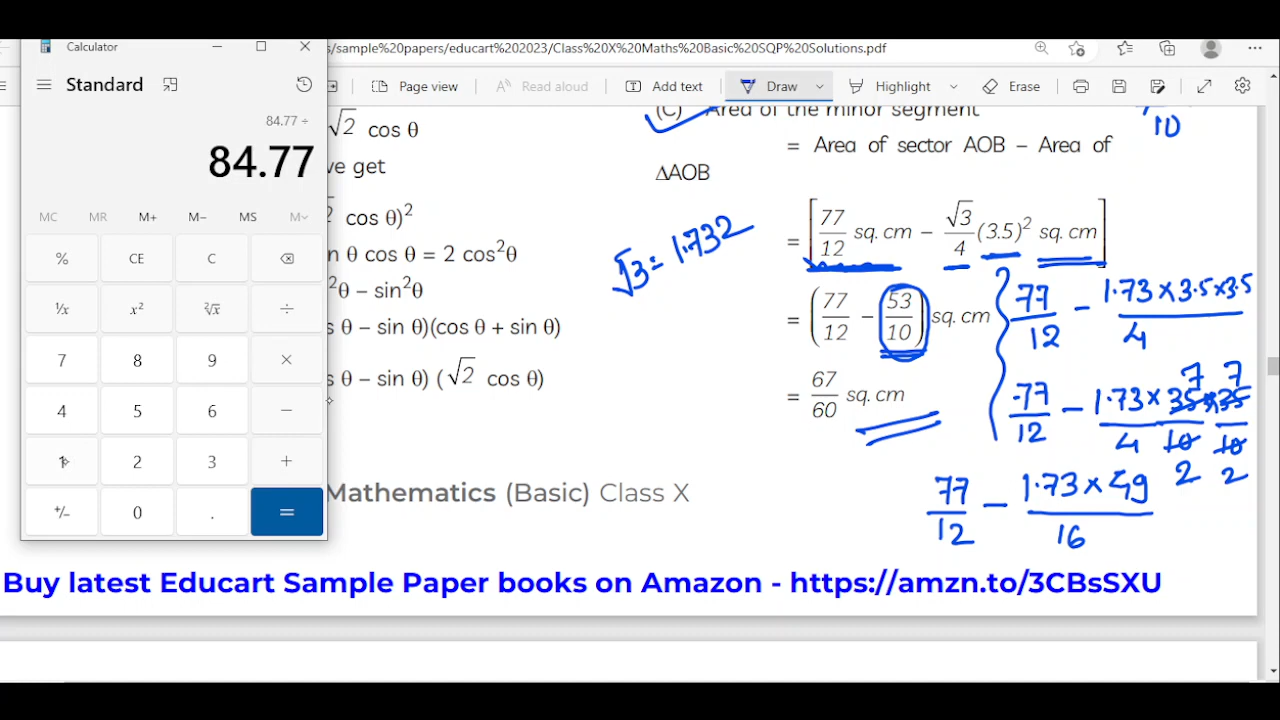 Calculator
s/sample%20papers/educart%202023/Class%20X%20Maths%20Basic%20SQP%20Solutions.pdf
Standard
Page view
Read aloud
Add text
Draw
Highlight
Erase
84.77 ÷
84.77
MC MR M+ M− MS M˅
% CE C
¹/x x² ²√x ÷
7 8 9 ×
4 5 6 −
1 2 3 +
+/− 0 . =
√2 cos θ
ve get
2 cos θ)²
n θ cos θ = 2 cos²θ
²θ − sin²θ
s θ − sin θ)(cos θ + sin θ)
s θ − sin θ) (√2 cos θ)
(C) Area of the minor segment
= Area of sector AOB − Area of
ΔAOB
= [77/12 sq. cm − √3/4 (3.5)² sq. cm]
= (77/12 − 53/10) sq. cm
= 67/60 sq. cm
10
√3 = 1.732
77/12 − 1.73 × 3.5 × 3.5/4
77/12 − 1.73 × 35 × 35/4 10 10
7 7
2 2
77/12 − 1.73 × 49/16
Mathematics (Basic) Class X
Buy latest Educart Sample Paper books on Amazon - https://amzn.to/3CBsSXU